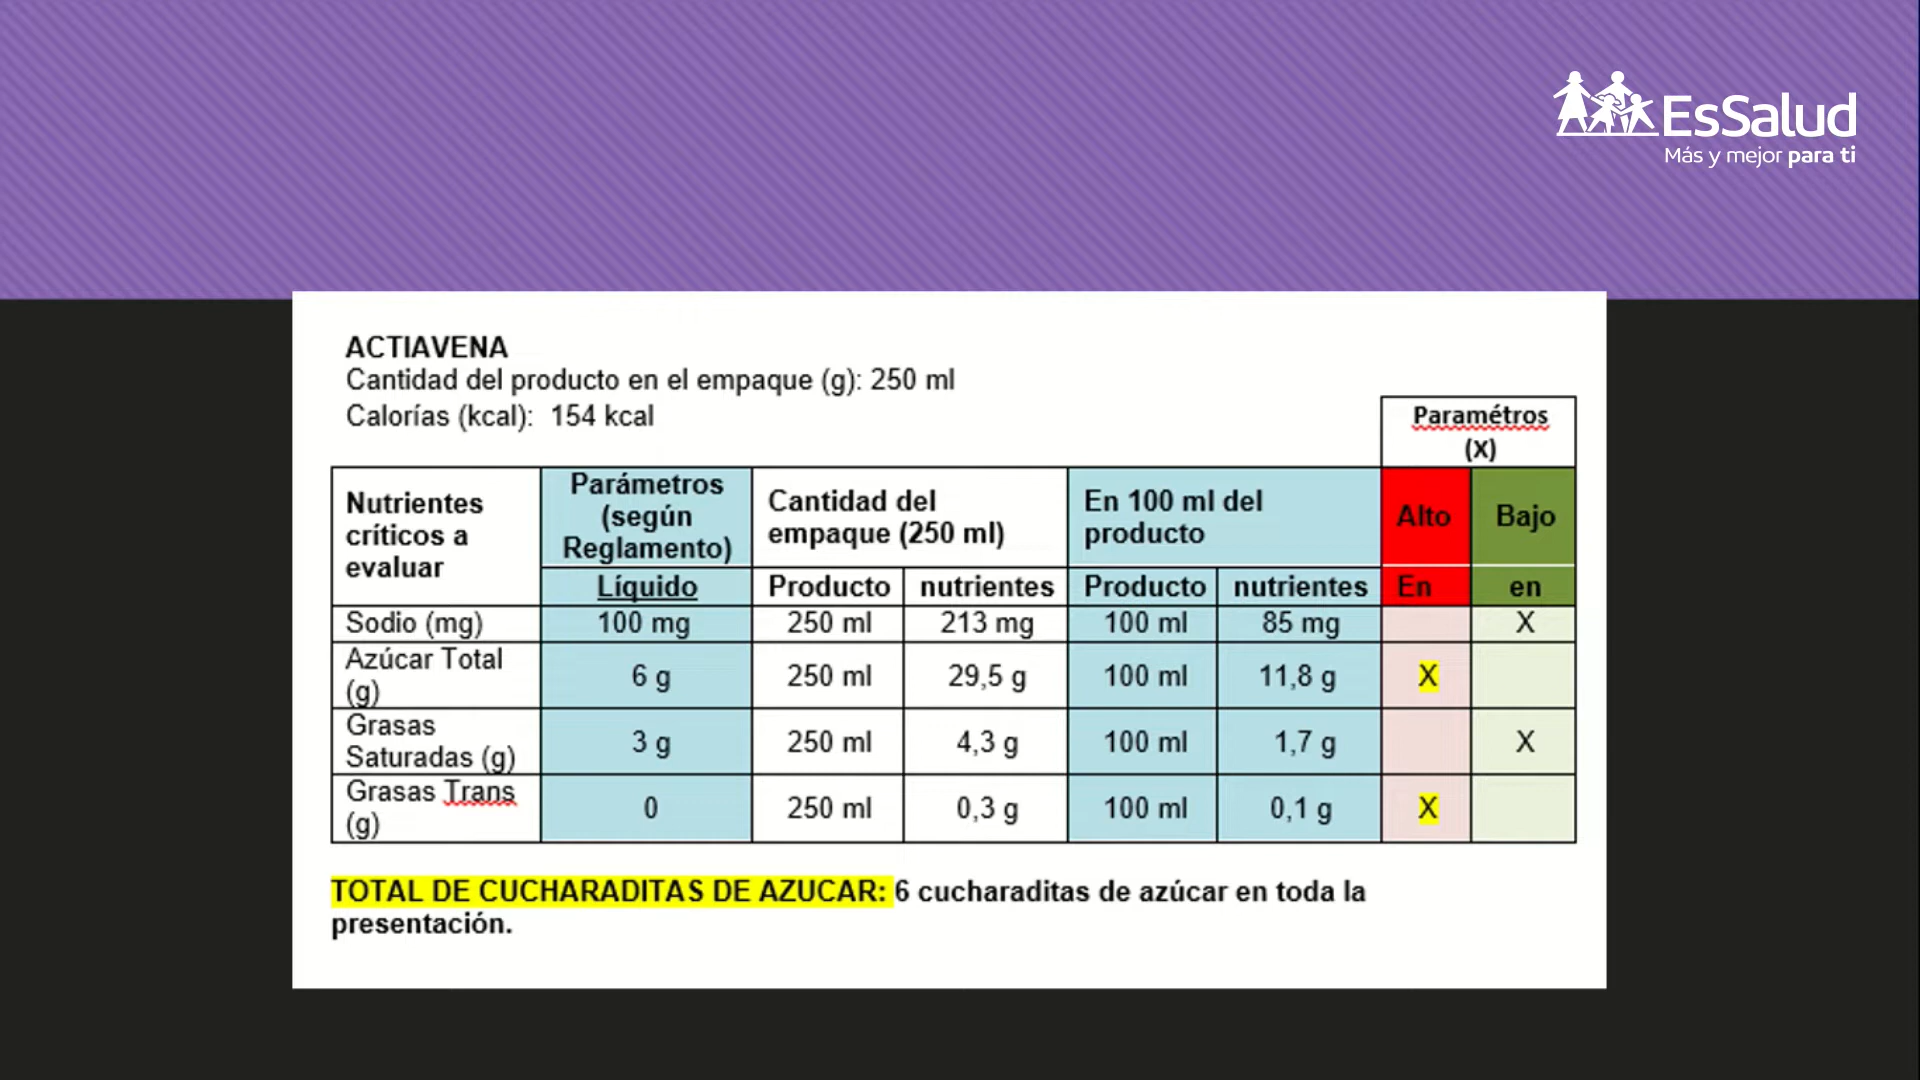 EsSalud
Más y mejor para ti
ACTIAVENA
Cantidad del producto en el empaque (g): 250 ml
Calorías (kcal): 154 kcal
Paramétros
(X)
Nutrientes
críticos a
evaluar
Parámetros
(según
Reglamento)
Cantidad del
empaque (250 ml)
En 100 ml del
producto
Alto
Bajo
Líquido
Producto
nutrientes
Producto
nutrientes
En
en
Sodio (mg) 100 mg 250 ml 213 mg 100 ml 85 mg X
Azúcar Total
(g)
6 g 250 ml 29,5 g 100 ml 11,8 g X
Grasas
Saturadas (g)
3 g 250 ml 4,3 g 100 ml 1,7 g X
Grasas Trans
(g)
0 250 ml 0,3 g 100 ml 0,1 g X
TOTAL DE CUCHARADITAS DE AZUCAR: 6 cucharaditas de azúcar en toda la
presentación.